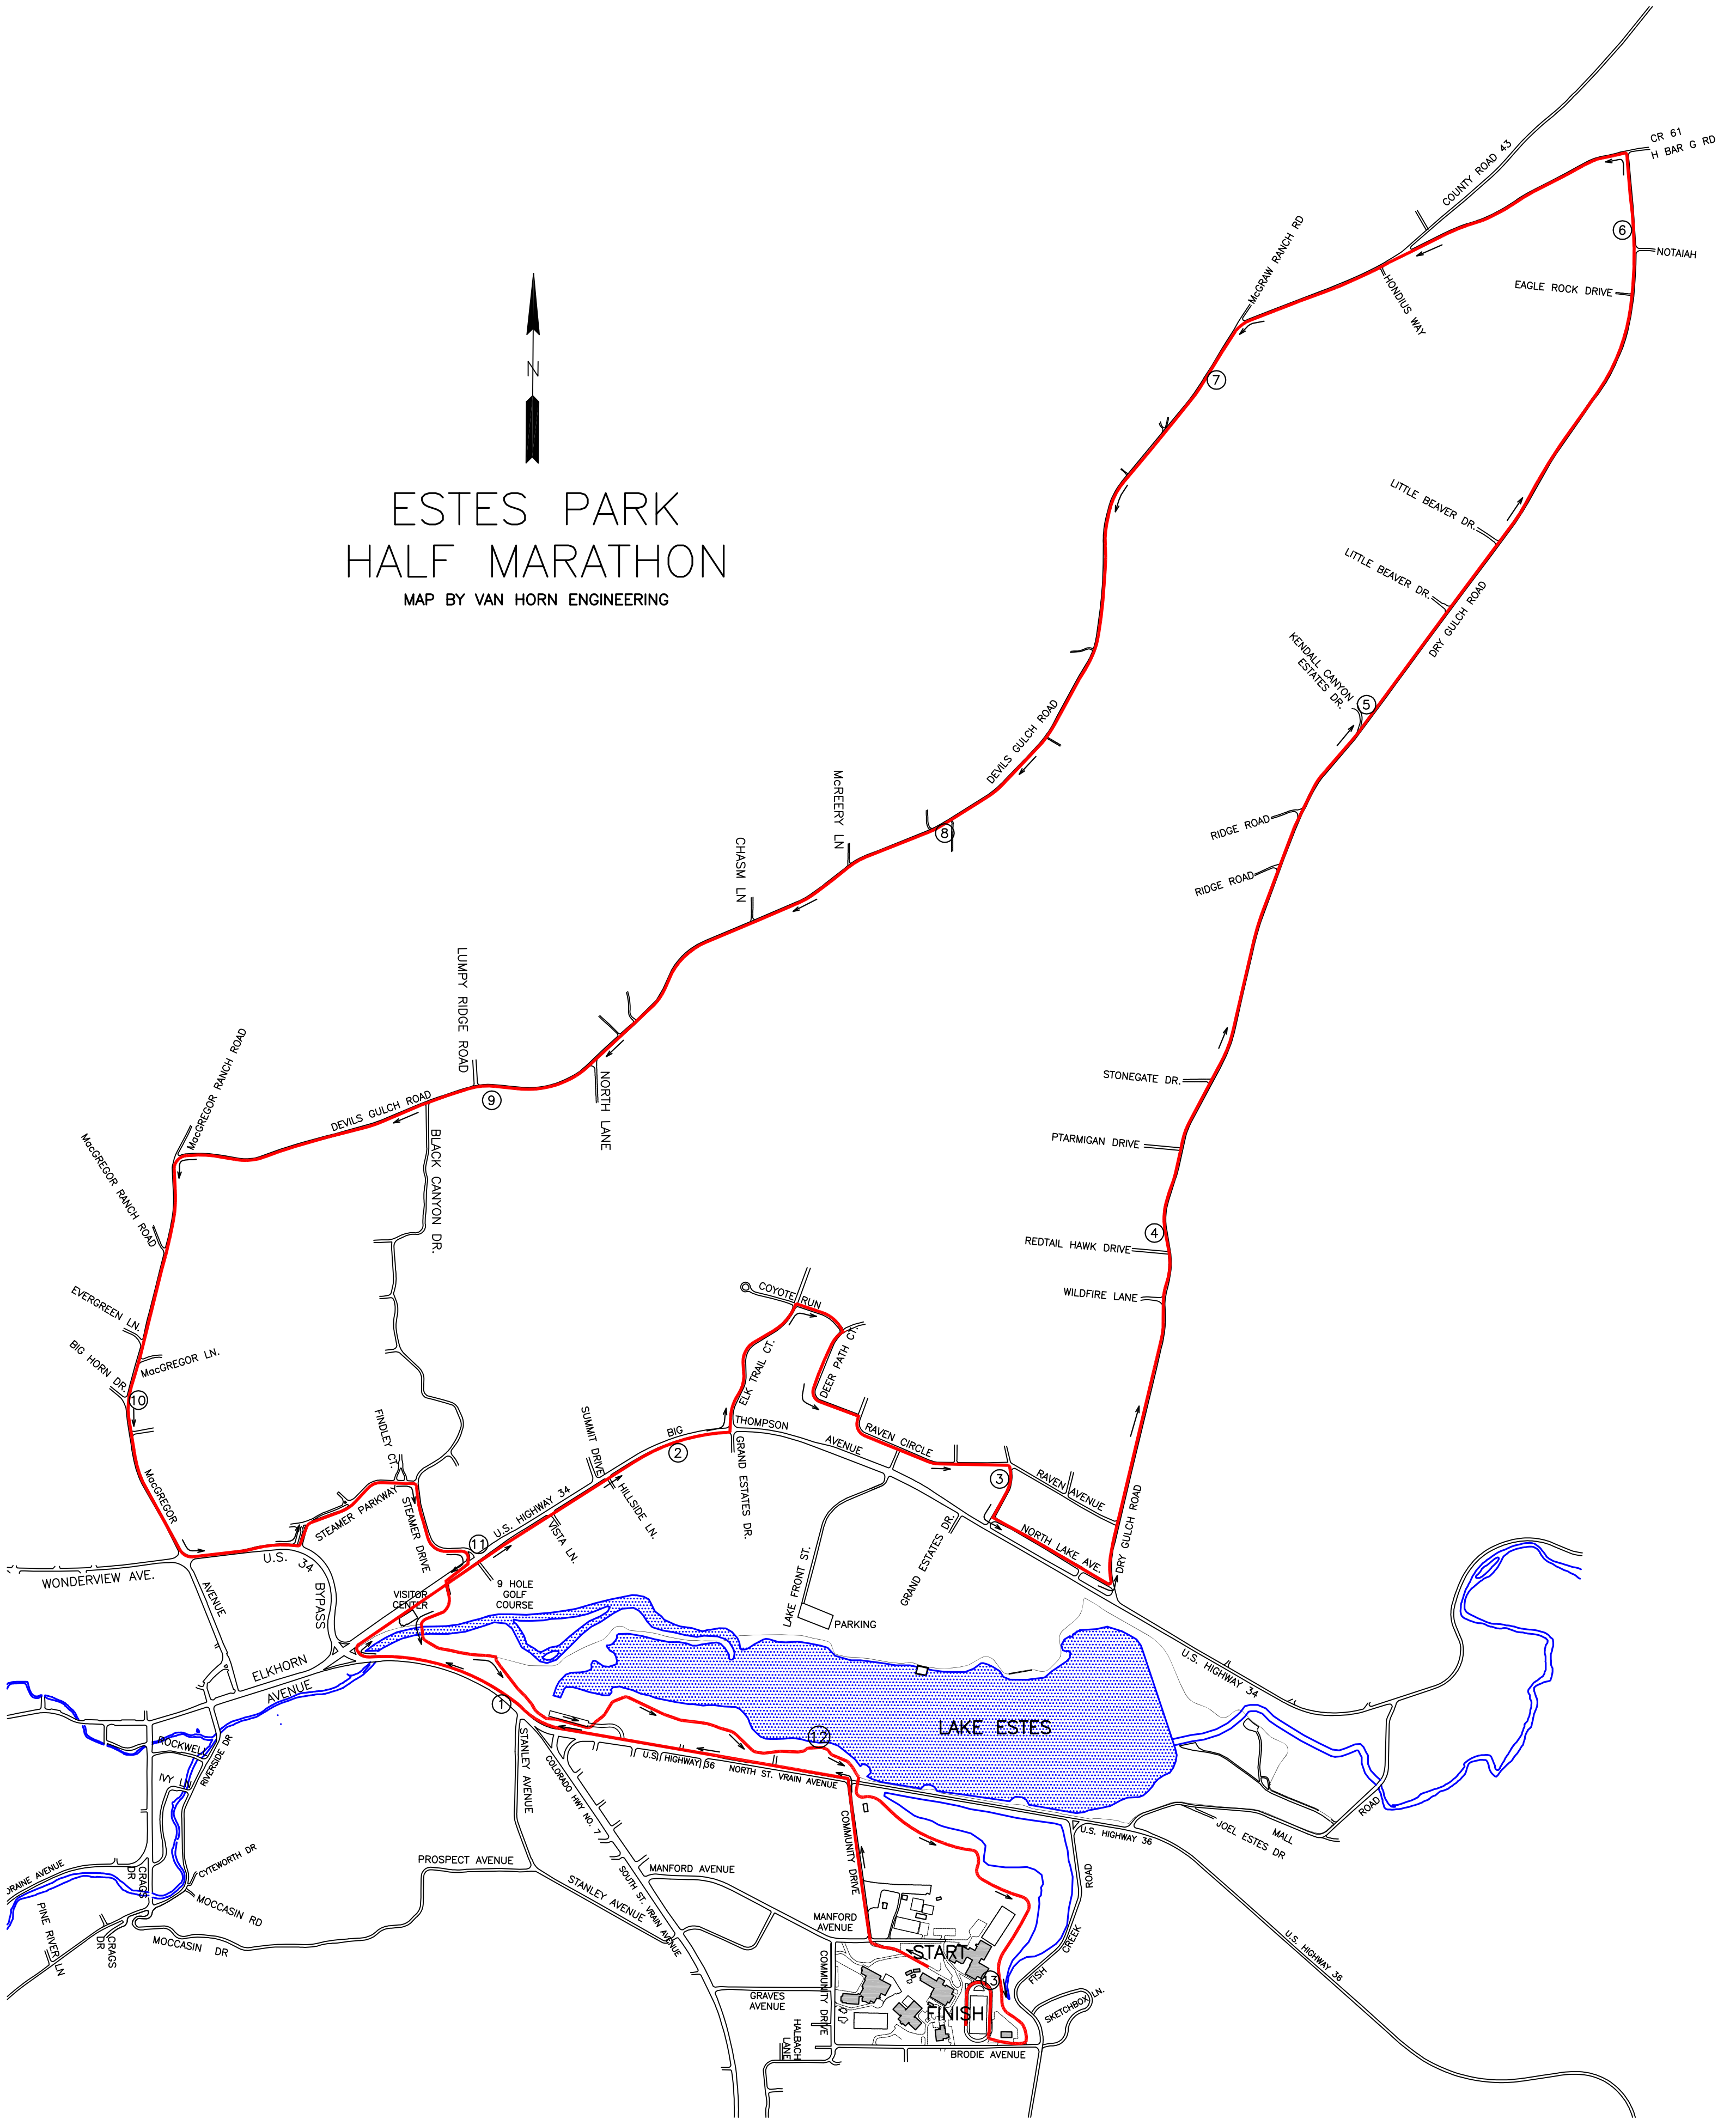 CR 61
H BAR G RD
COUNTY ROAD 43
6
NOTAIAH
McGRAW RANCH RD
EAGLE ROCK DRIVE
HONDIUS WAY
N
7
ESTES PARK
HALF MARATHON
MAP BY VAN HORN ENGINEERING
LITTLE BEAVER DR.
LITTLE BEAVER DR.
DRY GULCH ROAD
KENDALL CANYON
ESTATES DR.
5
DEVILS GULCH ROAD
RIDGE ROAD
RIDGE ROAD
McREERY LN
8
CHASM LN
LUMPY RIDGE ROAD
NORTH LANE
9
DEVILS GULCH ROAD
BLACK CANYON DR.
MacGREGOR RANCH ROAD
MacGREGOR RANCH ROAD
STONEGATE DR.
PTARMIGAN DRIVE
4
REDTAIL HAWK DRIVE
WILDFIRE LANE
EVERGREEN LN.
MacGREGOR LN.
BIG HORN DR.
10
COYOTE RUN
ELK TRAIL CT.
DEER PATH CT.
FINDLEY CT.
SUMMIT DRIVE
BIG
THOMPSON
AVENUE
2
RAVEN CIRCLE
3
RAVEN AVENUE
GRAND ESTATES DR.
MacGREGOR
STEAMER PARKWAY
STEAMER DRIVE
U.S. HIGHWAY 34
HILLSIDE LN.
VISTA LN.
11
NORTH LAKE AVE.
DRY GULCH ROAD
GRAND ESTATES DR.
LAKE FRONT ST.
U.S. 34
BYPASS
WONDERVIEW AVE.
AVENUE
VISITOR
CENTER
9 HOLE
GOLF
COURSE
PARKING
ELKHORN
AVENUE
U.S. HIGHWAY 34
1
LAKE ESTES
12
ROCKWELL
RIVERSIDE DR
IVY LN
STANLEY AVENUE
COLORADO HWY NO. 7
U.S. HIGHWAY 36
NORTH ST. VRAIN AVENUE
COMMUNITY DRIVE
U.S. HIGHWAY 36
ROAD
MALL
JOEL ESTES DR
CYTEWORTH DR
CRAGS
DR
PROSPECT AVENUE
MANFORD AVENUE
STANLEY AVENUE
SOUTH ST. VRAIN AVENUE
MOCCASIN RD
MOCCASIN DR
PINE RIVER LN
CRAGS
DR
MANFORD
AVENUE
START
FISH
CREEK
ROAD
U.S. HIGHWAY 36
13
COMMUNITY DRIVE
GRAVES
AVENUE
FINISH
SKETCHBOX LN.
HALBACH
LANE
BRODIE AVENUE